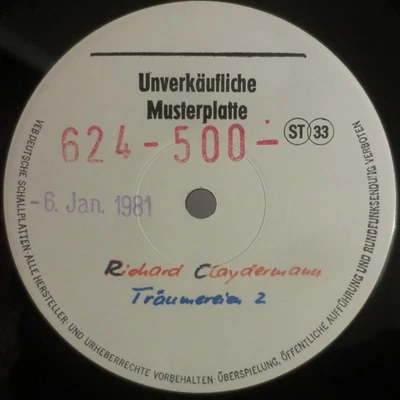 Unverkäufliche
Musterplatte
624-500-
ST 33
-6. Jan. 1981
Richard Claydermann
Träumereien 2
VEB DEUTSCHE SCHALLPLATTEN · ALLE HERSTELLER- UND URHEBERRECHTE VORBEHALTEN · ÜBERSPIELUNG, ÖFFENTLICHE AUFFÜHRUNG UND RUNDFUNKSENDUNG VERBOTEN